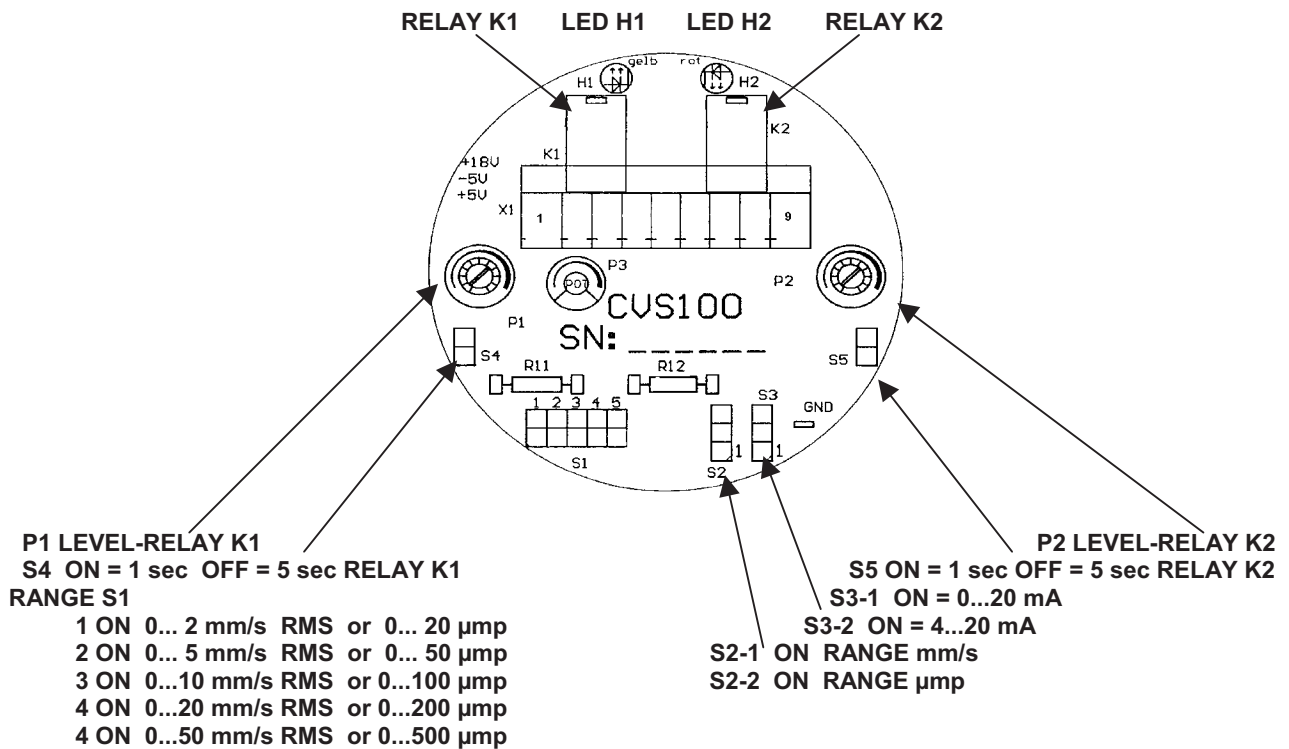 RELAY K1 LED H1 LED H2 RELAY K2
gelb rot
H1 H2
K2
K1
+18V
-5V
+5V
X1 1 9
P3
POT
P2
CVS100
P1
SN: _ _ _ _ _ _
S4 S5
R11 R12
1 2 3 4 5
S3
GND
1 1
S1 S2
P1 LEVEL-RELAY K1
S4 ON = 1 sec OFF = 5 sec RELAY K1
RANGE S1
1 ON 0... 2 mm/s RMS or 0... 20 µmp
2 ON 0... 5 mm/s RMS or 0... 50 µmp
3 ON 0...10 mm/s RMS or 0...100 µmp
4 ON 0...20 mm/s RMS or 0...200 µmp
4 ON 0...50 mm/s RMS or 0...500 µmp
P2 LEVEL-RELAY K2
S5 ON = 1 sec OFF = 5 sec RELAY K2
S3-1 ON = 0...20 mA
S3-2 ON = 4...20 mA
S2-1 ON RANGE mm/s
S2-2 ON RANGE µmp